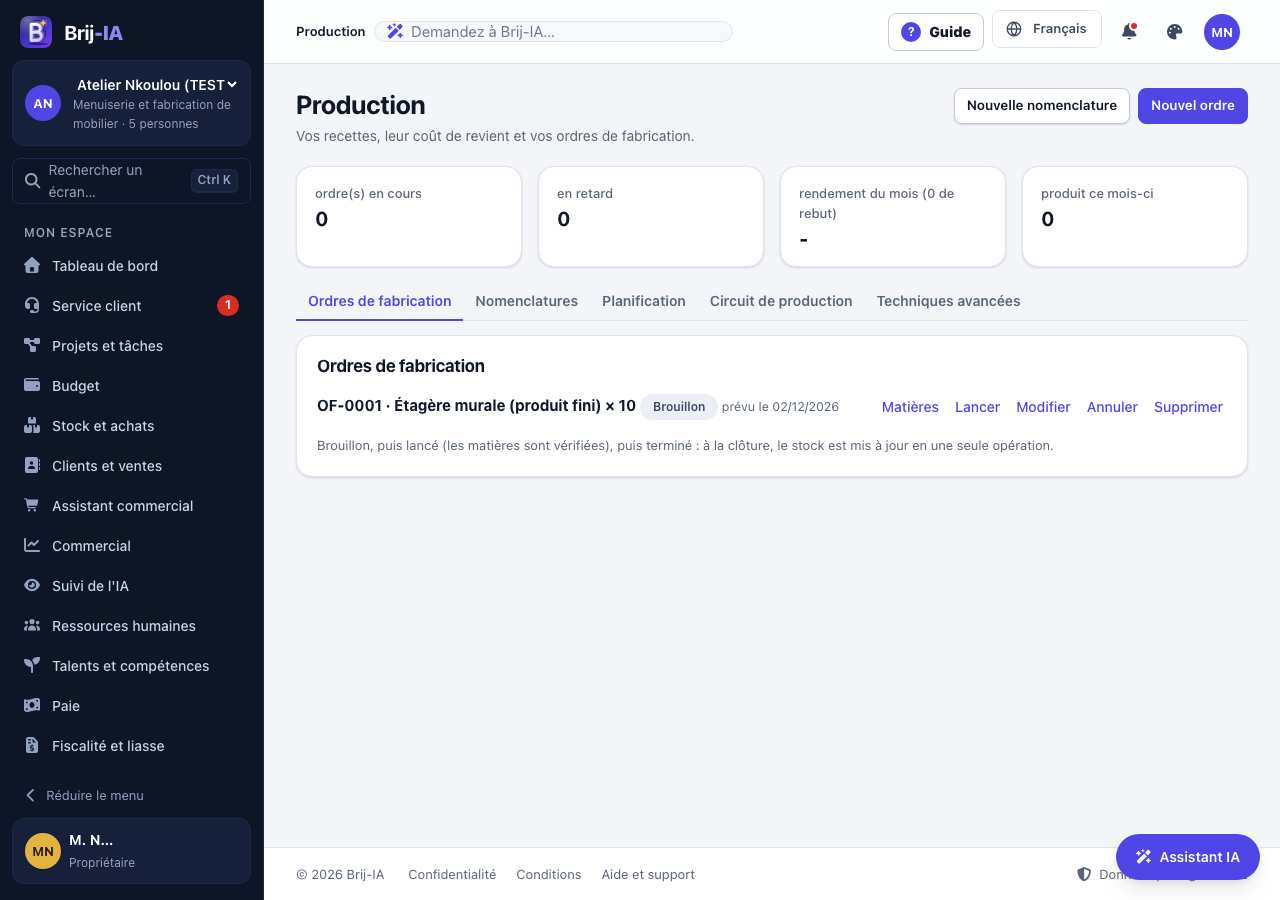 Brij-IA
AN
Atelier Nkoulou (TEST
Menuiserie et fabrication de
mobilier · 5 personnes
Rechercher un
écran...
Ctrl K
MON ESPACE
Tableau de bord
Service client
1
Projets et tâches
Budget
Stock et achats
Clients et ventes
Assistant commercial
Commercial
Suivi de l'IA
Ressources humaines
Talents et compétences
Paie
Fiscalité et liasse
Réduire le menu
MN
M. N...
Propriétaire
Production
Demandez à Brij-IA...
? Guide
Français
MN
Production
Vos recettes, leur coût de revient et vos ordres de fabrication.
Nouvelle nomenclature
Nouvel ordre
ordre(s) en cours
0
en retard
0
rendement du mois (0 de
rebut)
-
produit ce mois-ci
0
Ordres de fabrication
Nomenclatures
Planification
Circuit de production
Techniques avancées
Ordres de fabrication
OF-0001 · Étagère murale (produit fini) × 10 Brouillon prévu le 02/12/2026
Matières
Lancer
Modifier
Annuler
Supprimer
Brouillon, puis lancé (les matières sont vérifiées), puis terminé : à la clôture, le stock est mis à jour en une seule opération.
© 2026 Brij-IA
Confidentialité
Conditions
Aide et support
Assistant IA